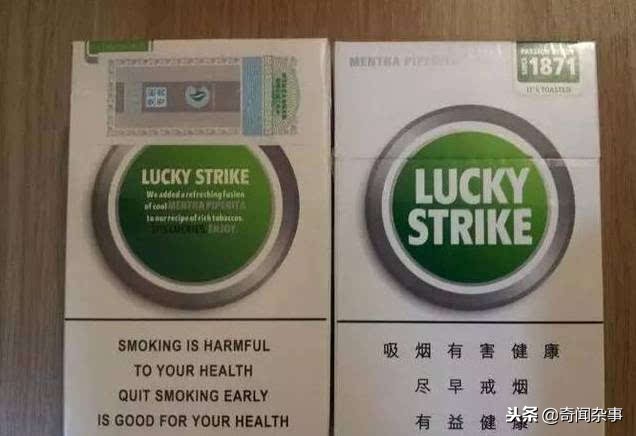 LUCKY STRIKE
We added a refreshing fusion
of cool MENTHA PIPERITA
to our recipe of rich tobaccos.
ENJOY.
SMOKING IS HARMFUL
TO YOUR HEALTH
QUIT SMOKING EARLY
IS GOOD FOR YOUR HEALTH
MENTHA PIPERITA
1871
IT'S TOASTED
LUCKY
STRIKE
吸烟有害健康
尽早戒烟
有益健康
头条 @奇闻杂事